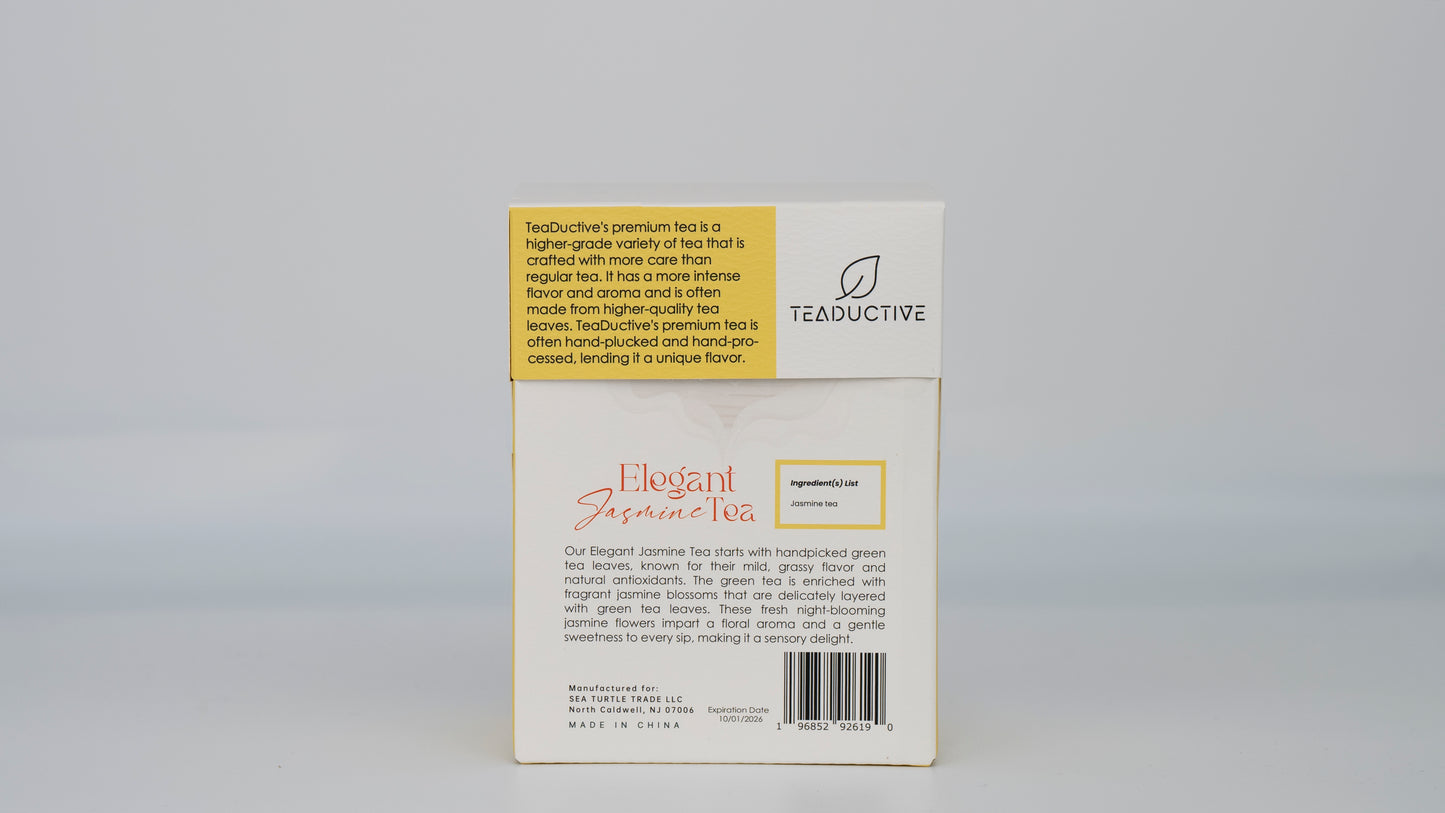 TeaDuctive's premium tea is a
higher-grade variety of tea that is
crafted with more care than
regular tea. It has a more intense
flavor and aroma and is often
made from higher-quality tea
leaves. TeaDuctive's premium tea is
often hand-plucked and hand-pro-
cessed, lending it a unique flavor.
TEADUCTIVE
Elegant
Jasmine Tea
Ingredient(s) List
Jasmine tea
Our Elegant Jasmine Tea starts with handpicked green
tea leaves, known for their mild, grassy flavor and
natural antioxidants. The green tea is enriched with
fragrant jasmine blossoms that are delicately layered
with green tea leaves. These fresh night-blooming
jasmine flowers impart a floral aroma and a gentle
sweetness to every sip, making it a sensory delight.
Manufactured for:
SEA TURTLE TRADE LLC
North Caldwell, NJ 07006
MADE IN CHINA
Expiration Date
10/01/2026
1 96852 92619 0